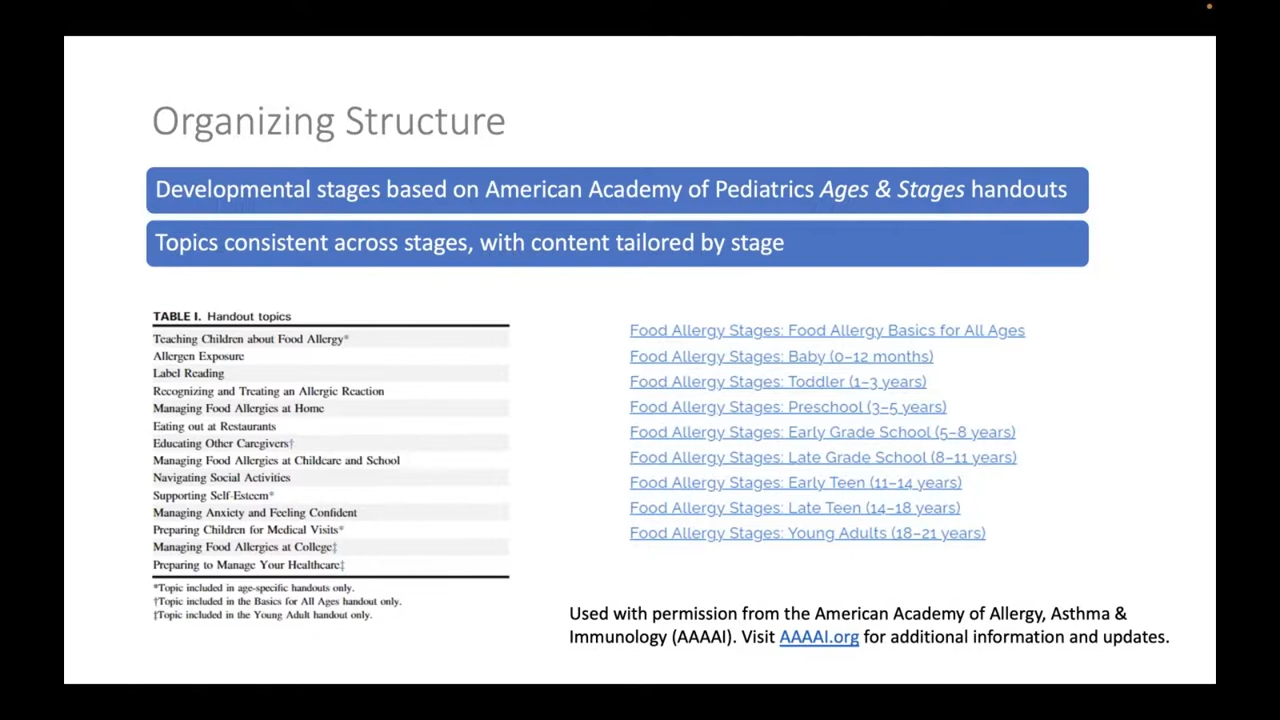 Organizing Structure
Developmental stages based on American Academy of Pediatrics Ages & Stages handouts
Topics consistent across stages, with content tailored by stage
TABLE I. Handout topics
Teaching Children about Food Allergy*
Allergen Exposure
Label Reading
Recognizing and Treating an Allergic Reaction
Managing Food Allergies at Home
Eating out at Restaurants
Educating Other Caregivers†
Managing Food Allergies at Childcare and School
Navigating Social Activities
Supporting Self-Esteem*
Managing Anxiety and Feeling Confident
Preparing Children for Medical Visits*
Managing Food Allergies at College‡
Preparing to Manage Your Healthcare‡
*Topic included in age-specific handouts only.
†Topic included in the Basics for All Ages handout only.
‡Topic included in the Young Adult handout only.
Food Allergy Stages: Food Allergy Basics for All Ages
Food Allergy Stages: Baby (0–12 months)
Food Allergy Stages: Toddler (1–3 years)
Food Allergy Stages: Preschool (3–5 years)
Food Allergy Stages: Early Grade School (5–8 years)
Food Allergy Stages: Late Grade School (8–11 years)
Food Allergy Stages: Early Teen (11–14 years)
Food Allergy Stages: Late Teen (14–18 years)
Food Allergy Stages: Young Adults (18–21 years)
Used with permission from the American Academy of Allergy, Asthma &
Immunology (AAAAI). Visit AAAAI.org for additional information and updates.